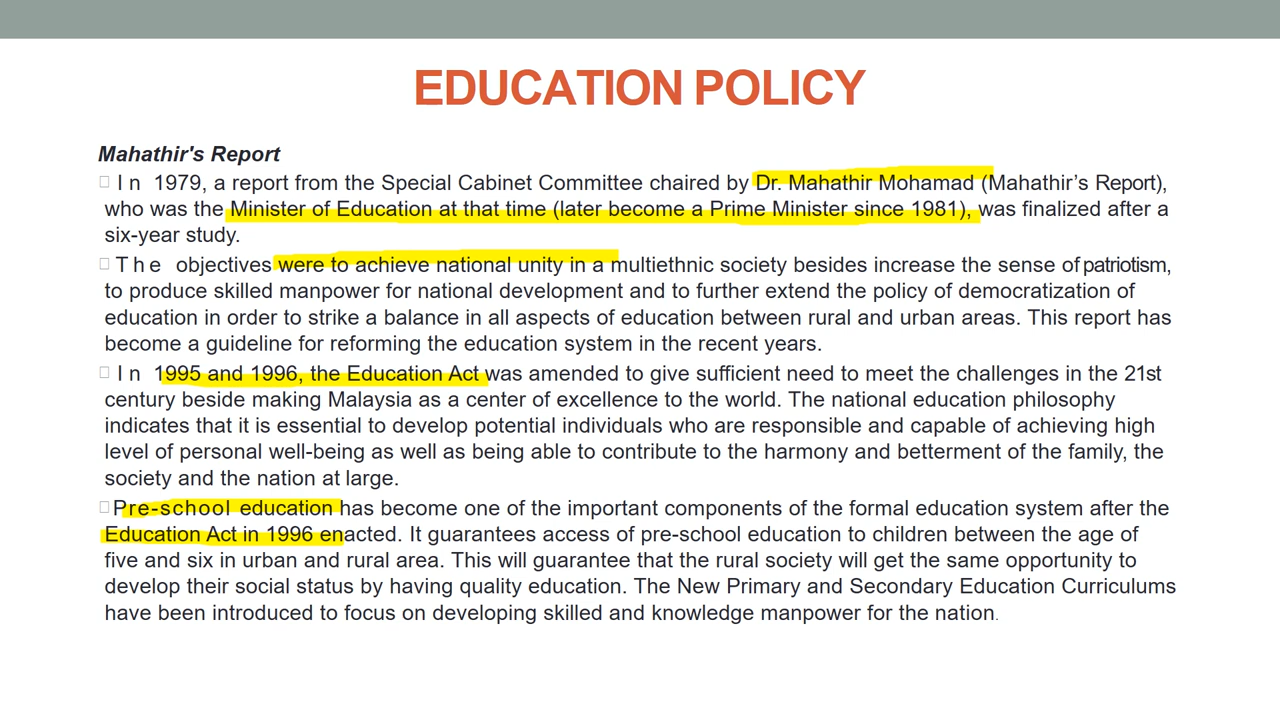 EDUCATION POLICY
Mahathir's Report
In 1979, a report from the Special Cabinet Committee chaired by Dr. Mahathir Mohamad (Mahathir’s Report),
who was the Minister of Education at that time (later become a Prime Minister since 1981), was finalized after a
six-year study.
The objectives were to achieve national unity in a multiethnic society besides increase the sense of patriotism,
to produce skilled manpower for national development and to further extend the policy of democratization of
education in order to strike a balance in all aspects of education between rural and urban areas. This report has
become a guideline for reforming the education system in the recent years.
In 1995 and 1996, the Education Act was amended to give sufficient need to meet the challenges in the 21st
century beside making Malaysia as a center of excellence to the world. The national education philosophy
indicates that it is essential to develop potential individuals who are responsible and capable of achieving high
level of personal well-being as well as being able to contribute to the harmony and betterment of the family, the
society and the nation at large.
Pre-school education has become one of the important components of the formal education system after the
Education Act in 1996 enacted. It guarantees access of pre-school education to children between the age of
five and six in urban and rural area. This will guarantee that the rural society will get the same opportunity to
develop their social status by having quality education. The New Primary and Secondary Education Curriculums
have been introduced to focus on developing skilled and knowledge manpower for the nation.